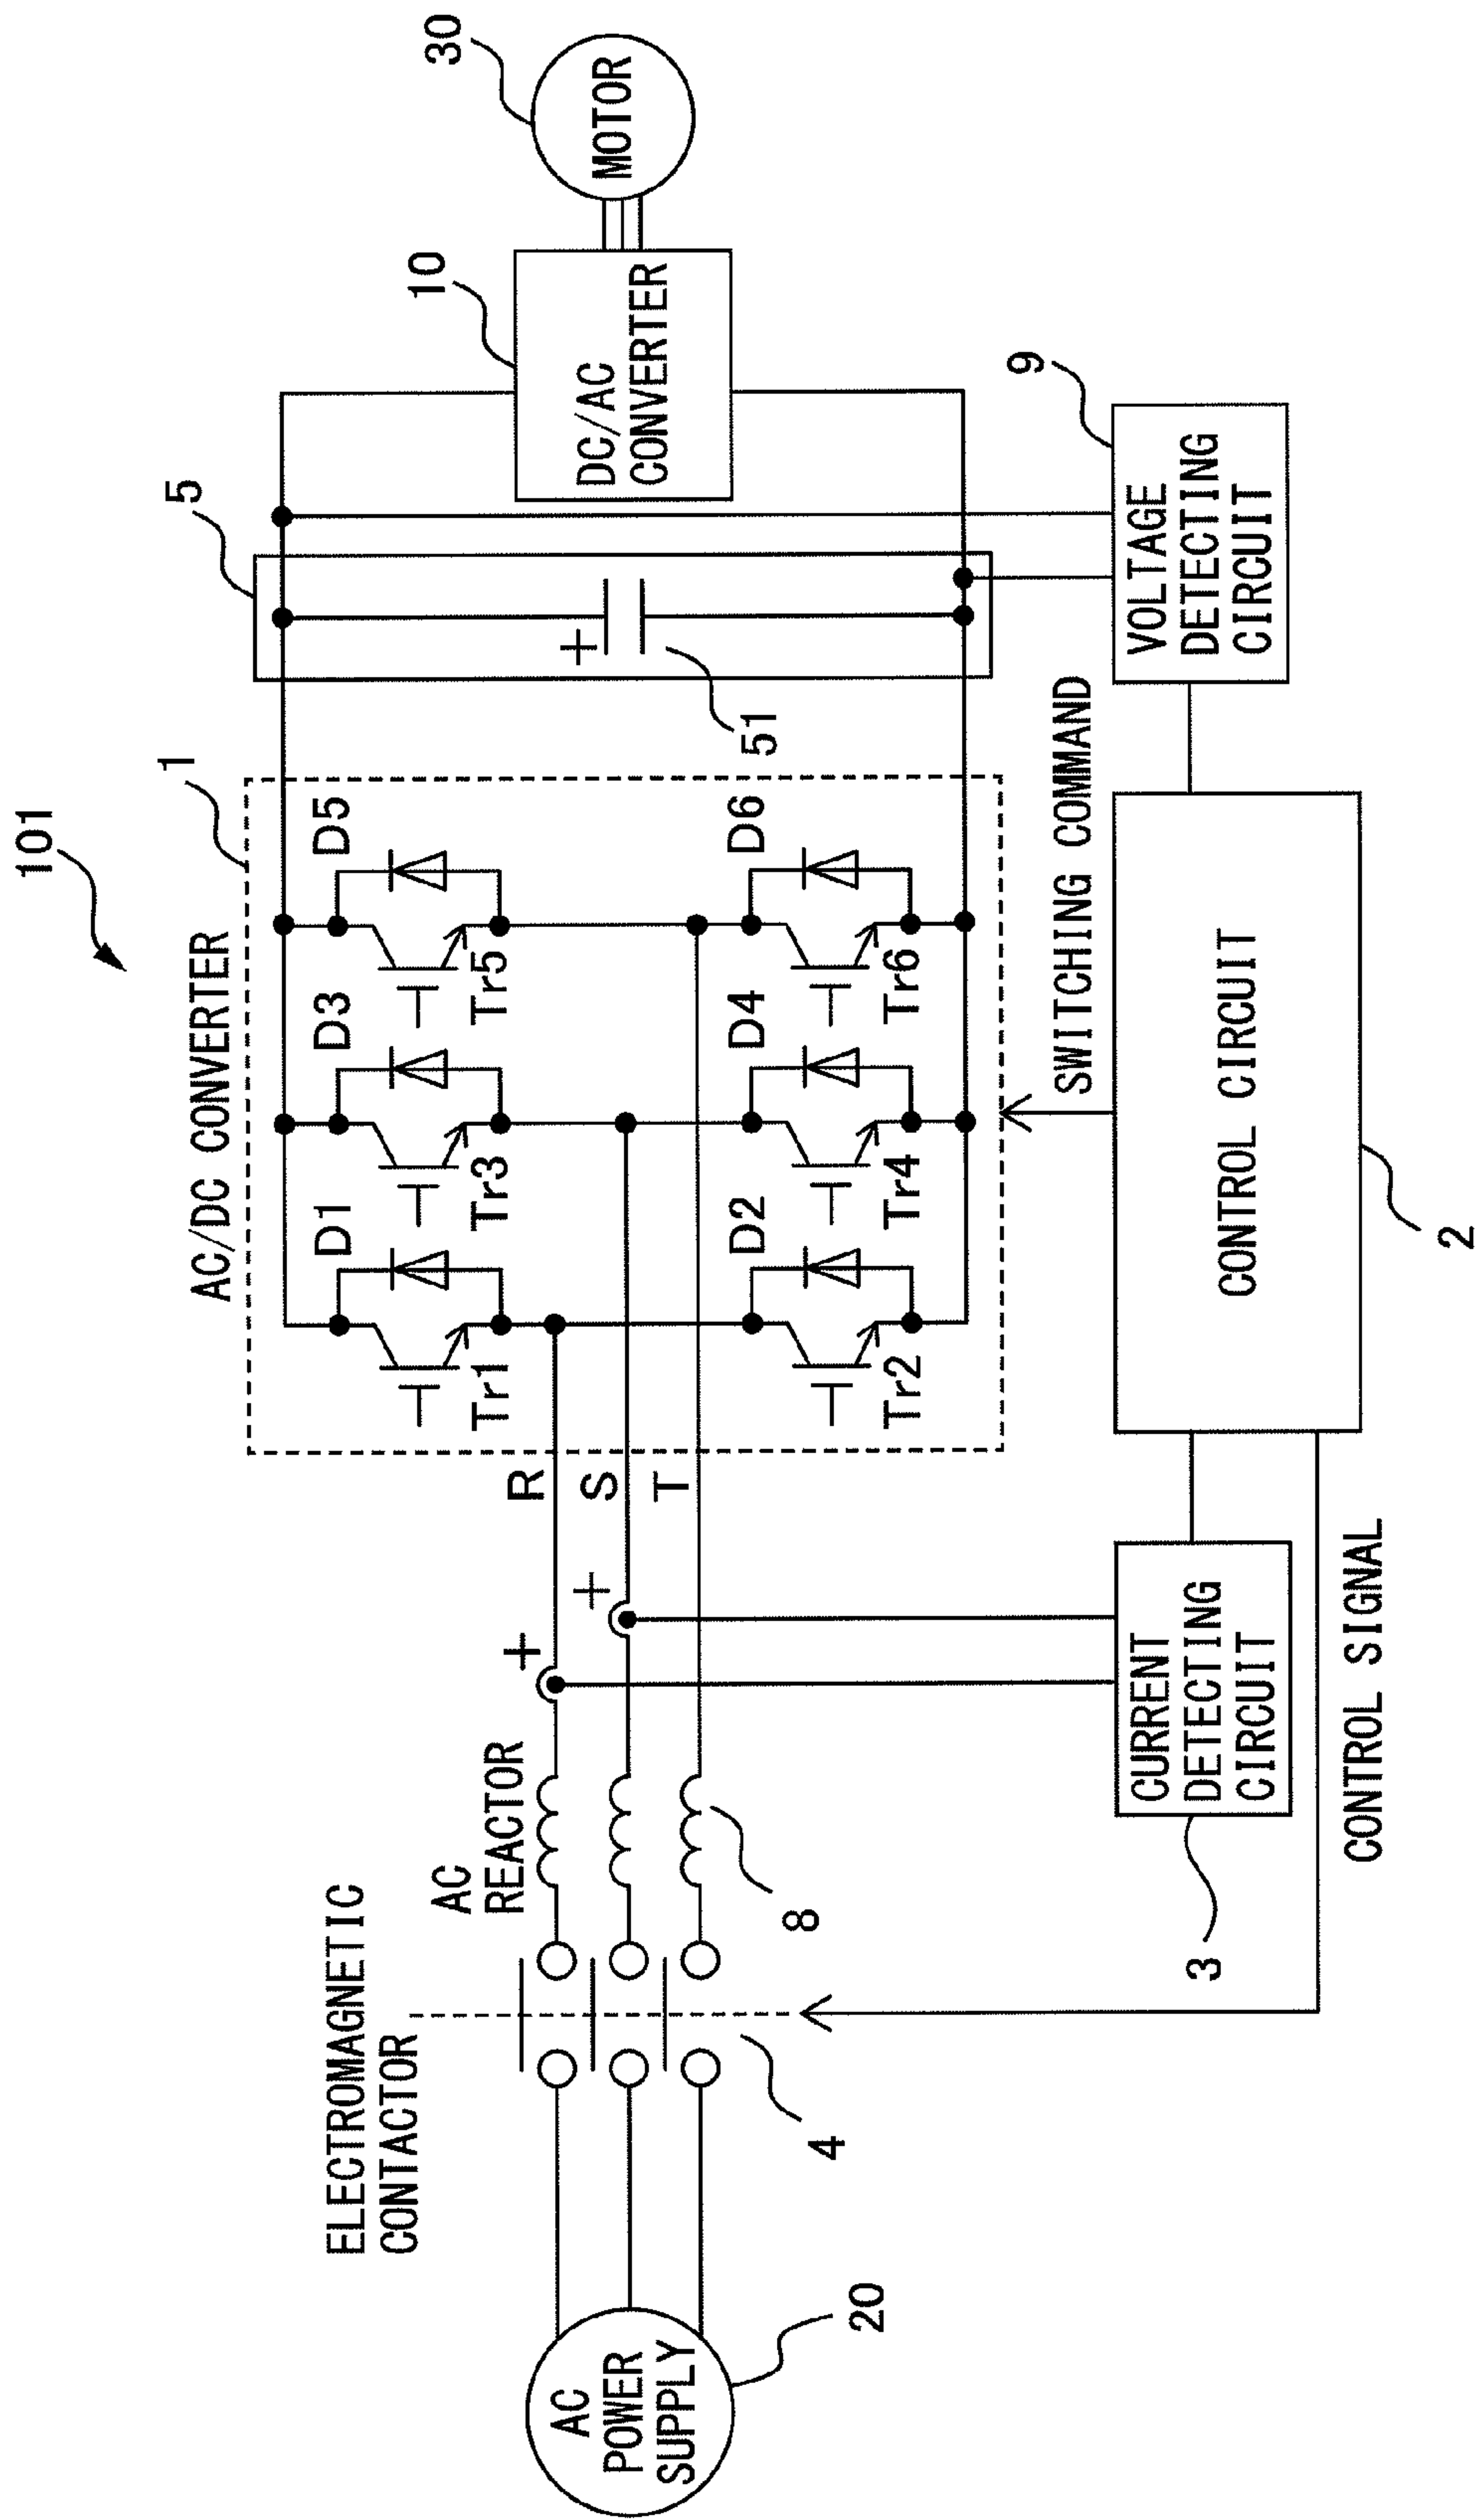 101
ELECTROMAGNETIC
CONTACTOR
AC
REACTOR
AC/DC CONVERTER
1
5
10
30
D1
D3
D5
Tr1
Tr3
Tr5
D2
D4
D6
Tr2
Tr4
Tr6
R
S
T
+
+
+
51
DC/AC
CONVERTER
MOTOR
AC
POWER
SUPPLY
20
4
8
3
CURRENT
DETECTING
CIRCUIT
CONTROL SIGNAL
SWITCHING COMMAND
CONTROL CIRCUIT
2
9
VOLTAGE
DETECTING
CIRCUIT